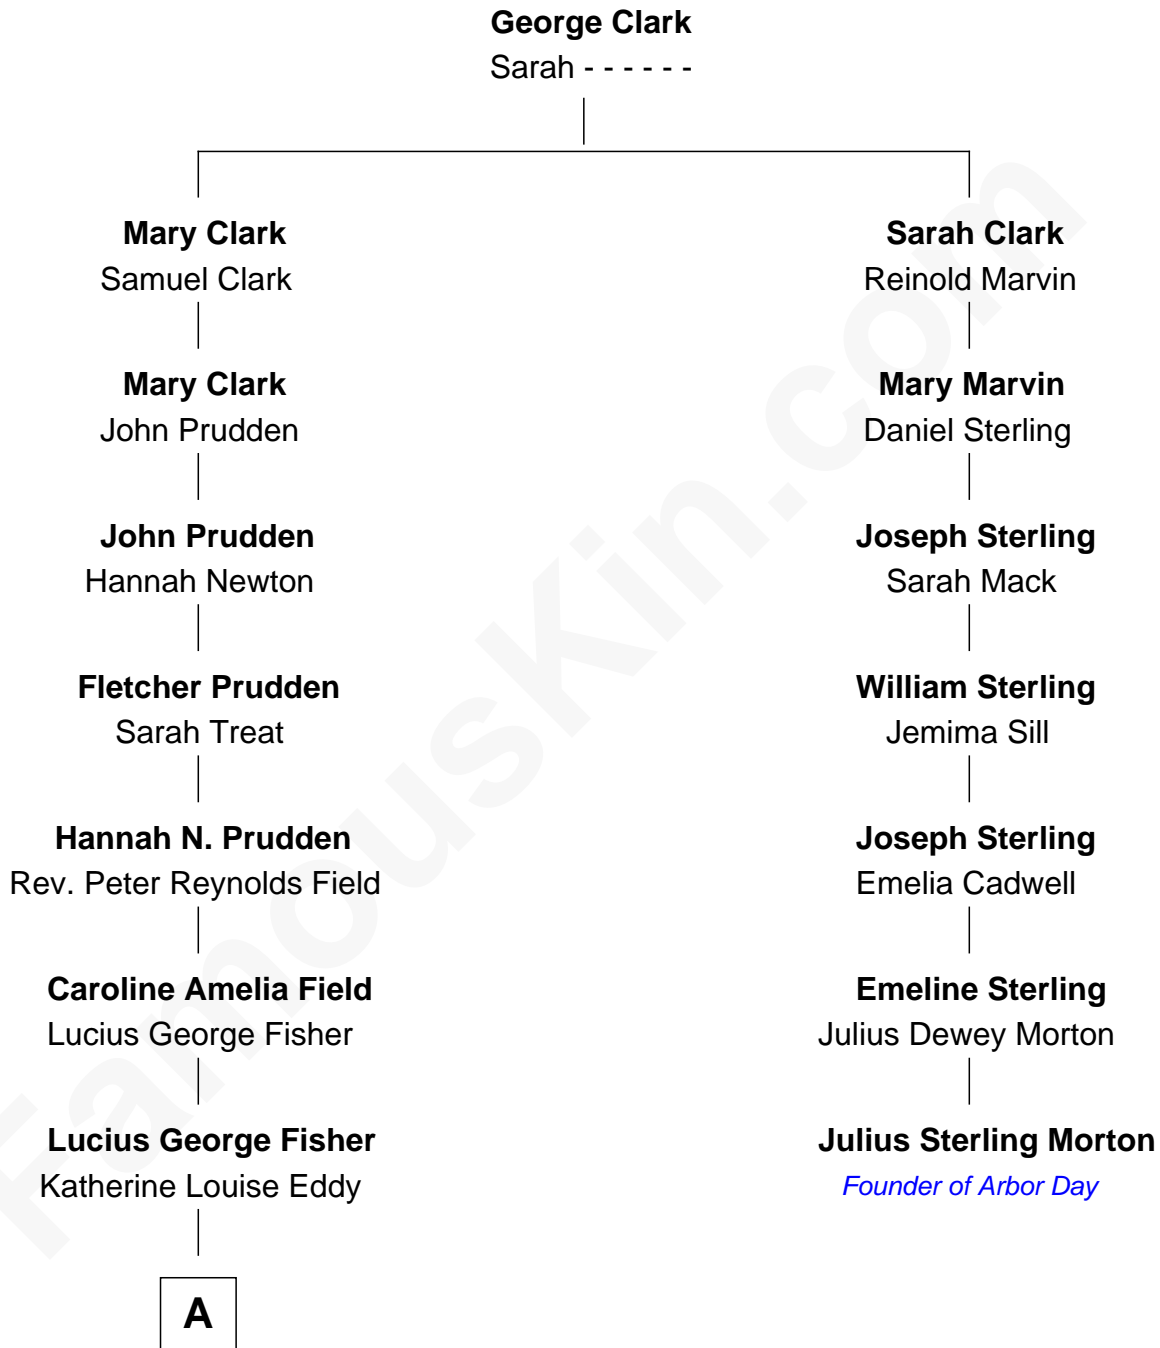 George Clark
Sarah - - - - - -
Mary Clark
Samuel Clark
Sarah Clark
Reinold Marvin
Mary Clark
John Prudden
Mary Marvin
Daniel Sterling
John Prudden
Hannah Newton
Joseph Sterling
Sarah Mack
Fletcher Prudden
Sarah Treat
William Sterling
Jemima Sill
Hannah N. Prudden
Rev. Peter Reynolds Field
Joseph Sterling
Emelia Cadwell
Caroline Amelia Field
Lucius George Fisher
Emeline Sterling
Julius Dewey Morton
Lucius George Fisher
Katherine Louise Eddy
Julius Sterling Morton
Founder of Arbor Day
A
FamousKin.com